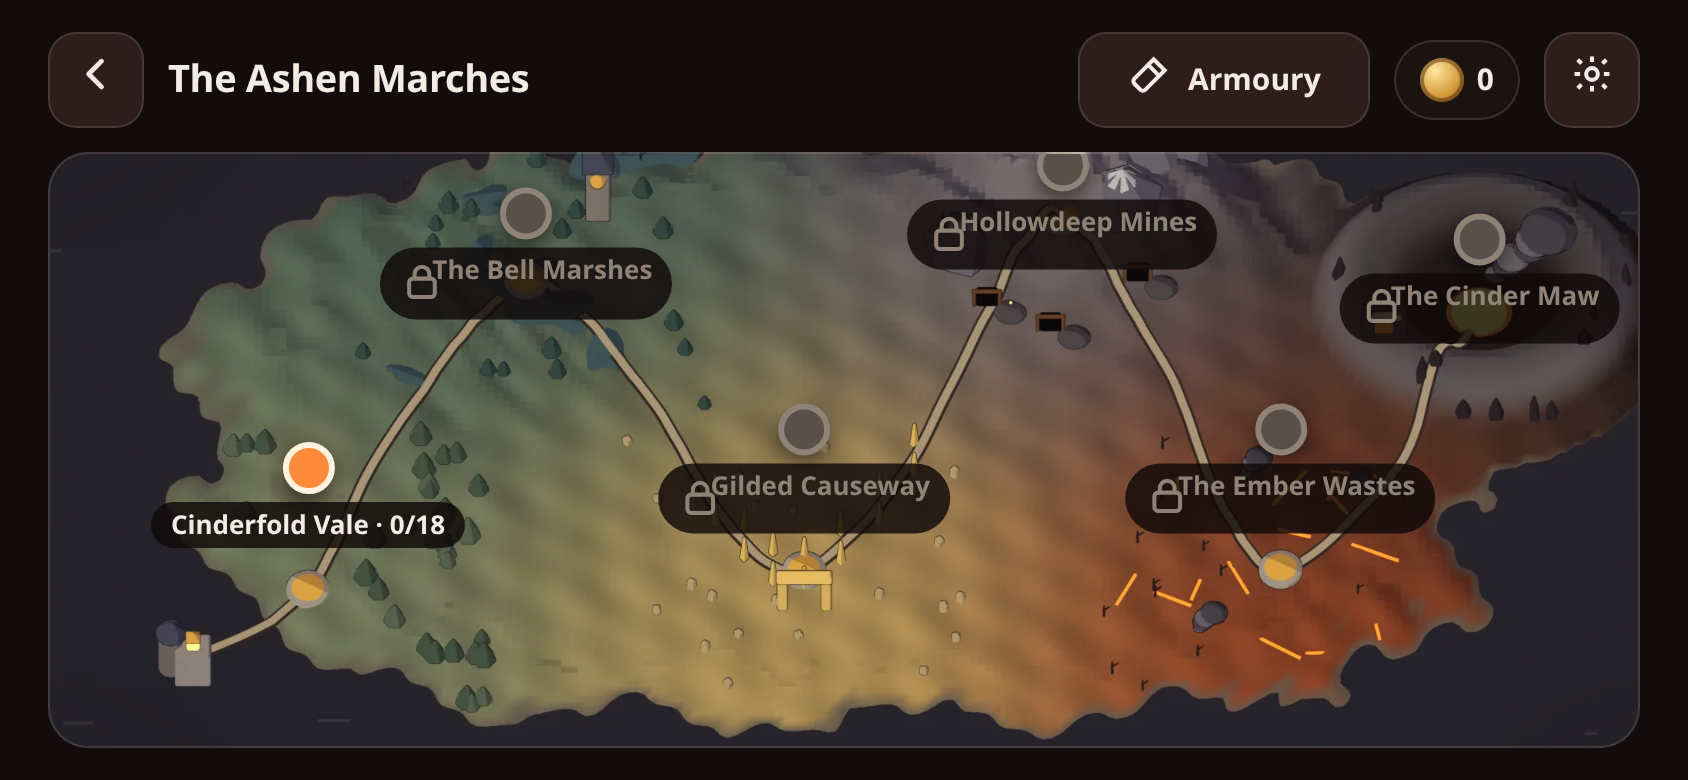 The Ashen Marches
Armoury
0
Hollowdeep Mines
The Bell Marshes
The Cinder Maw
Gilded Causeway
The Ember Wastes
Cinderfold Vale · 0/18